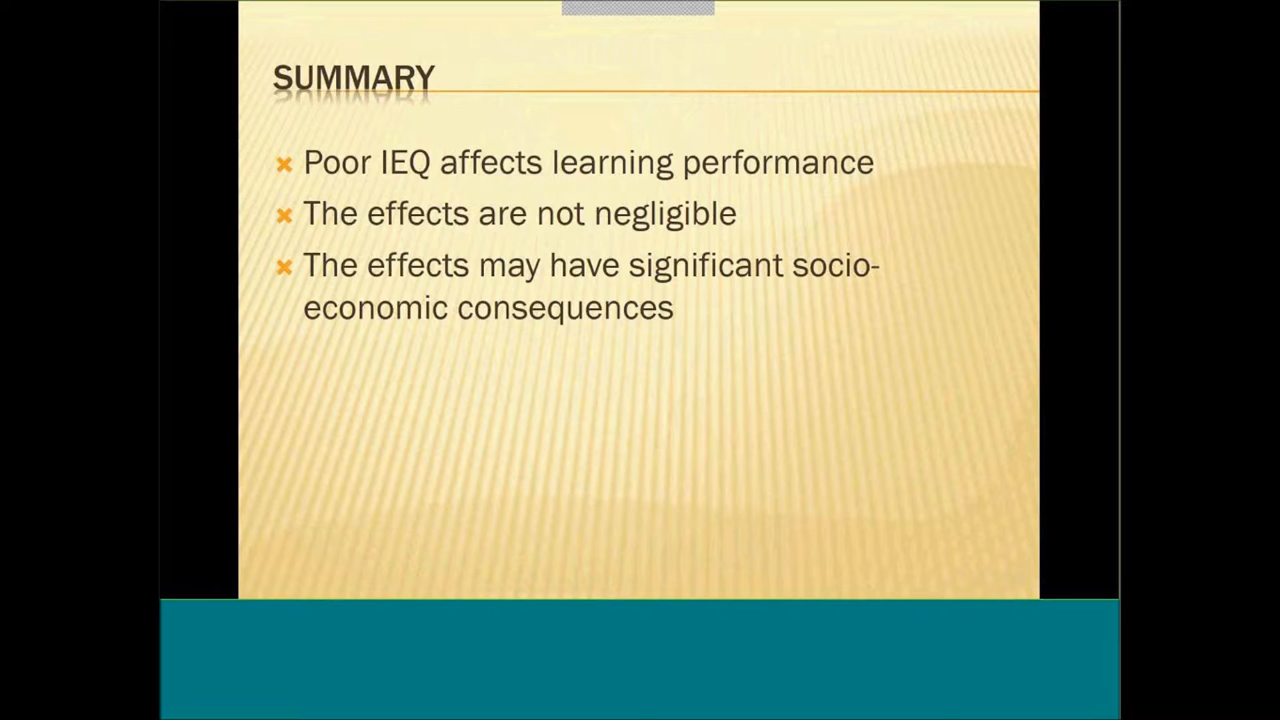 SUMMARY
Poor IEQ affects learning performance
The effects are not negligible
The effects may have significant socio-
economic consequences